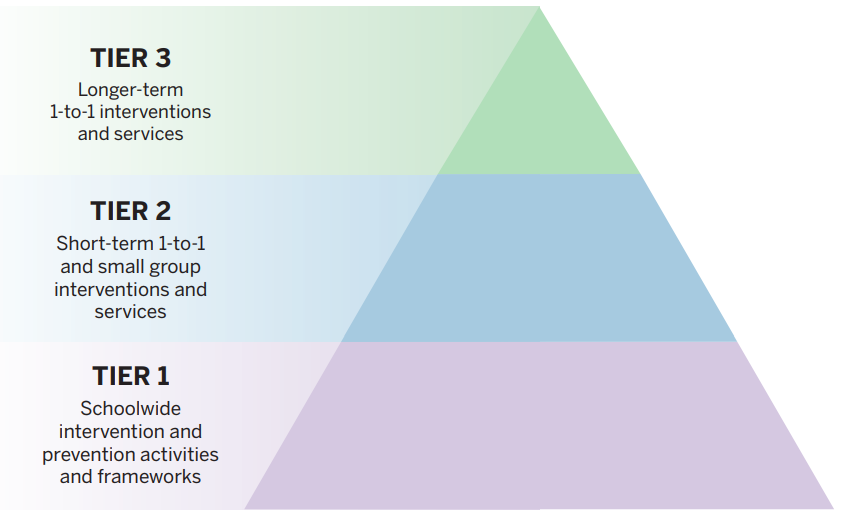 TIER 3
Longer-term
1-to-1 interventions
and services
TIER 2
Short-term 1-to-1
and small group
interventions and
services
TIER 1
Schoolwide
intervention and
prevention activities
and frameworks